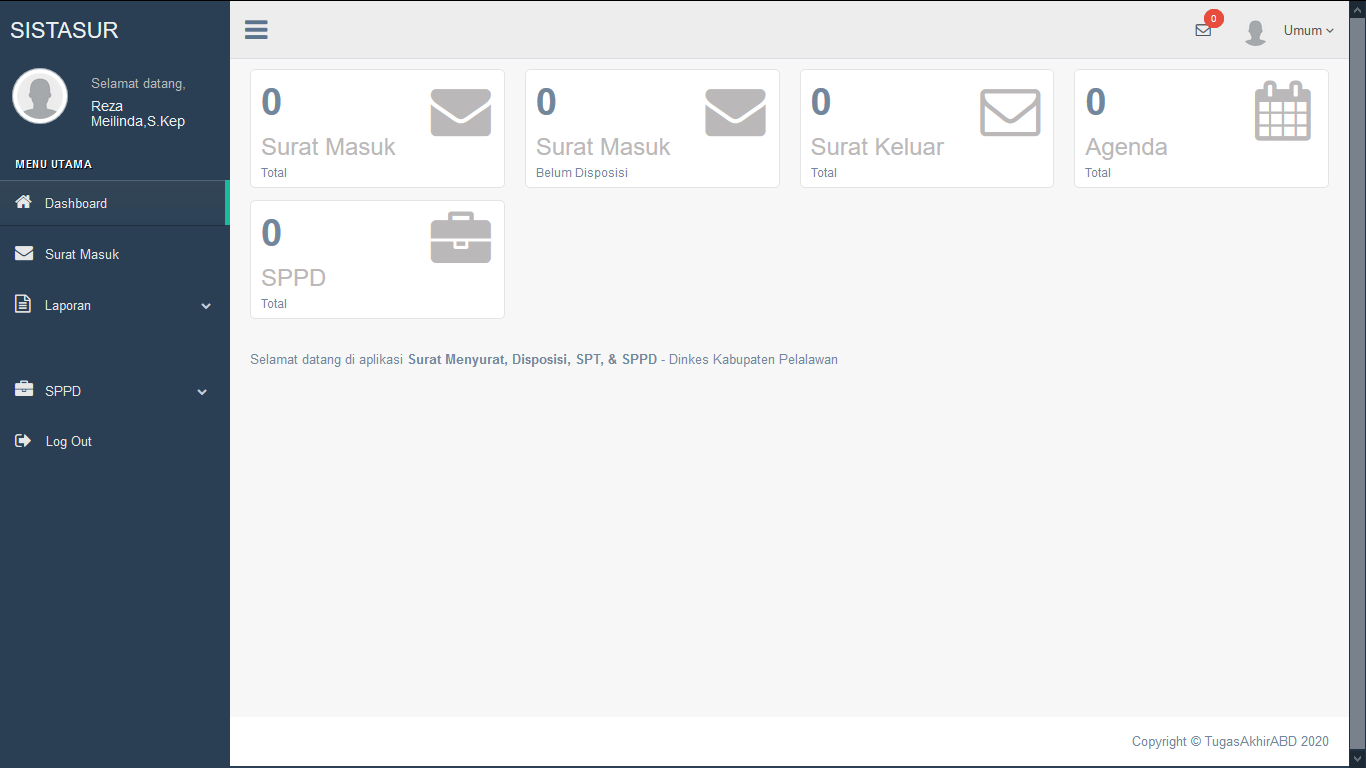 SISTASUR
Selamat datang,
Reza
Meilinda,S.Kep
MENU UTAMA
Dashboard
Surat Masuk
Laporan
SPPD
Log Out
0
Umum
0
Surat Masuk
Total
0
Surat Masuk
Belum Disposisi
0
Surat Keluar
Total
0
Agenda
Total
0
SPPD
Total
Selamat datang di aplikasi Surat Menyurat, Disposisi, SPT, & SPPD - Dinkes Kabupaten Pelalawan
Copyright © TugasAkhirABD 2020